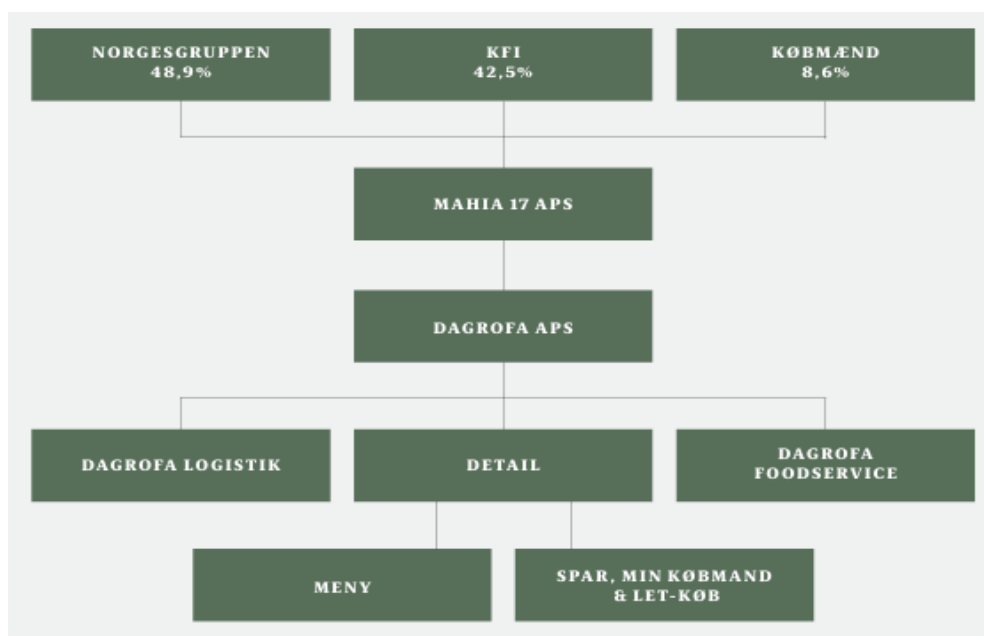 NORGESGRUPPEN
48,9%
KFI
42,5%
KØBMÆND
8,6%
MAHIA 17 APS
DAGROFA APS
DAGROFA LOGISTIK
DETAIL
DAGROFA
FOODSERVICE
MENY
SPAR, MIN KØBMAND
& LET-KØB